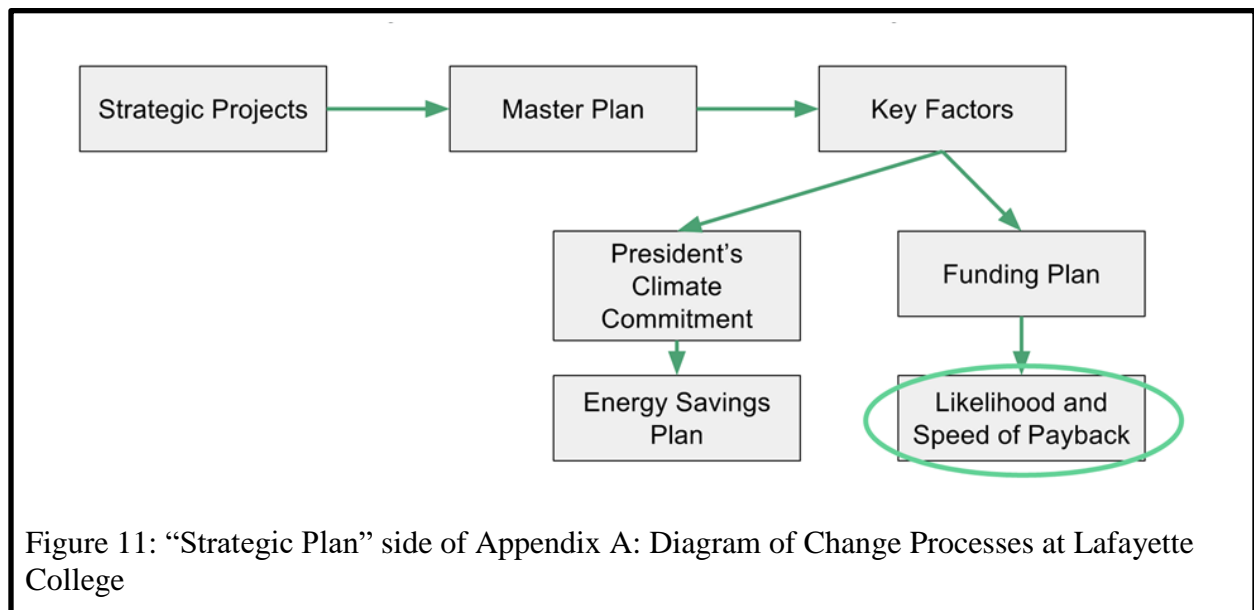 Strategic Projects
Master Plan
Key Factors
President’s
Climate
Commitment
Funding Plan
Energy Savings
Plan
Likelihood and
Speed of Payback
Figure 11: “Strategic Plan” side of Appendix A: Diagram of Change Processes at Lafayette
College